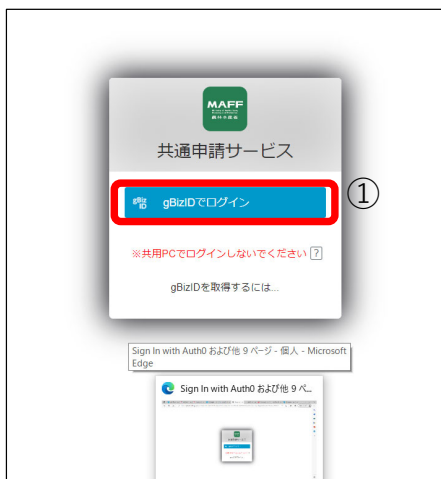 MAFF
農林水産省
共通申請サービス
gBiz
ID
gBizIDでログイン
①
※共用PCでログインしないでください ?
gBizIDを取得するには...
Sign In with Auth0 および他 9 ページ - 個人 - Microsoft
Edge
Sign In with Auth0 および他 9 ペ...